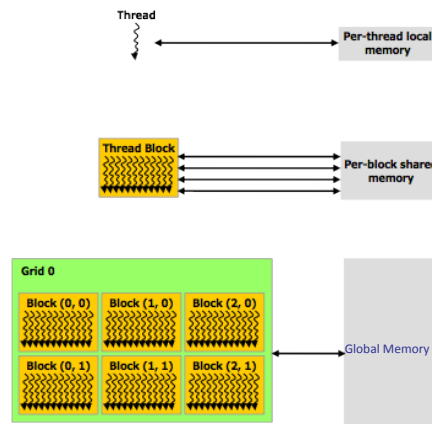 Thread
Per-thread local
memory
Thread Block
Per-block shared
memory
Grid 0
Block (0, 0) Block (1, 0) Block (2, 0)
Global Memory
Block (0, 1) Block (1, 1) Block (2, 1)